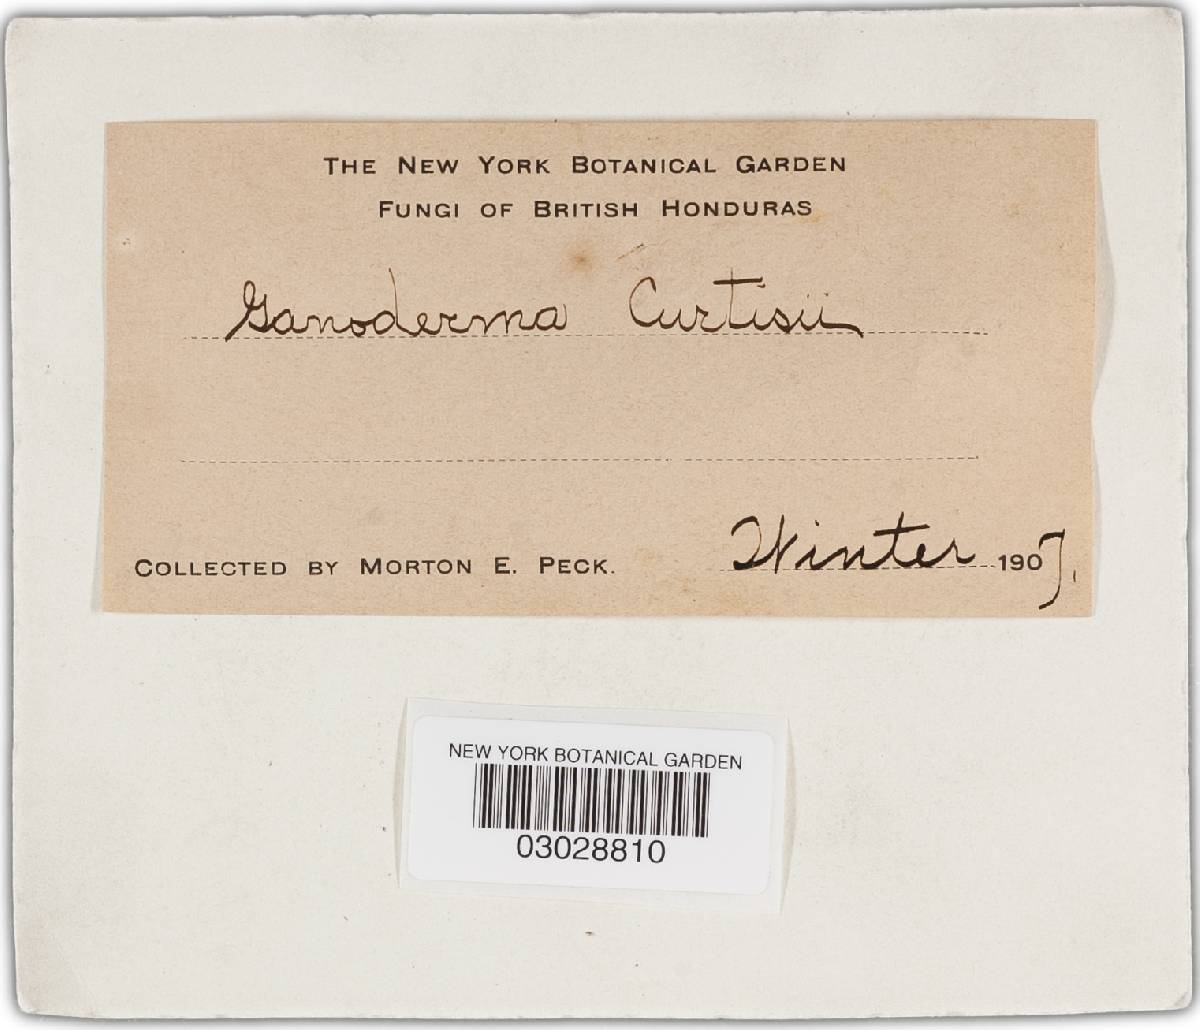 THE NEW YORK BOTANICAL GARDEN
FUNGI OF BRITISH HONDURAS
Ganoderma Curtisii
COLLECTED BY MORTON E. PECK.
Winter 1907,
NEW YORK BOTANICAL GARDEN
03028810